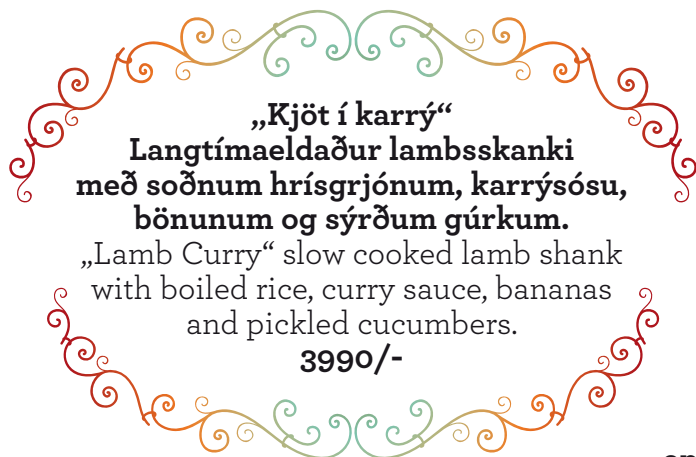 „Kjöt í karrý“
Langtímaeldaður lambsskanki
með soðnum hrísgrjónum, karrýsósu,
bönunum og sýrðum gúrkum.
„Lamb Curry“ slow cooked lamb shank
with boiled rice, curry sauce, bananas
and pickled cucumbers.
3990/-